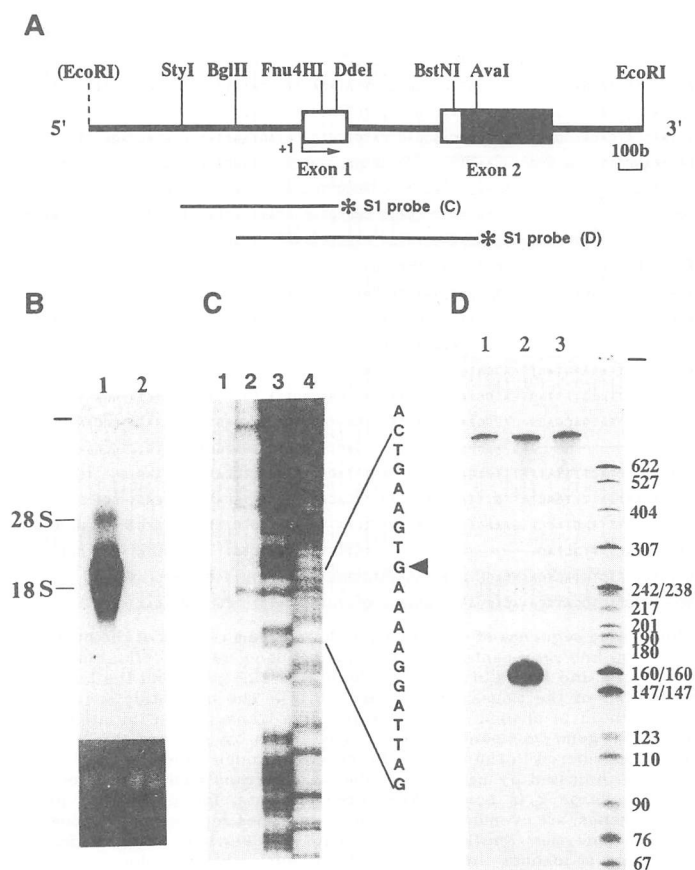 A
(EcoRI) StyI BglII Fnu4HI DdeI BstNI AvaI EcoRI
5' 3'
+1
Exon 1 Exon 2
100b
* S1 probe (C)
* S1 probe (D)
B
1 2
28 S
18 S
C
1 2 3 4
A
C
T
G
A
A
G
T
G
A
A
A
A
G
G
A
T
T
A
G
D
1 2 3
622
527
404
307
242/238
217
201
190
180
160/160
147/147
123
110
90
76
67